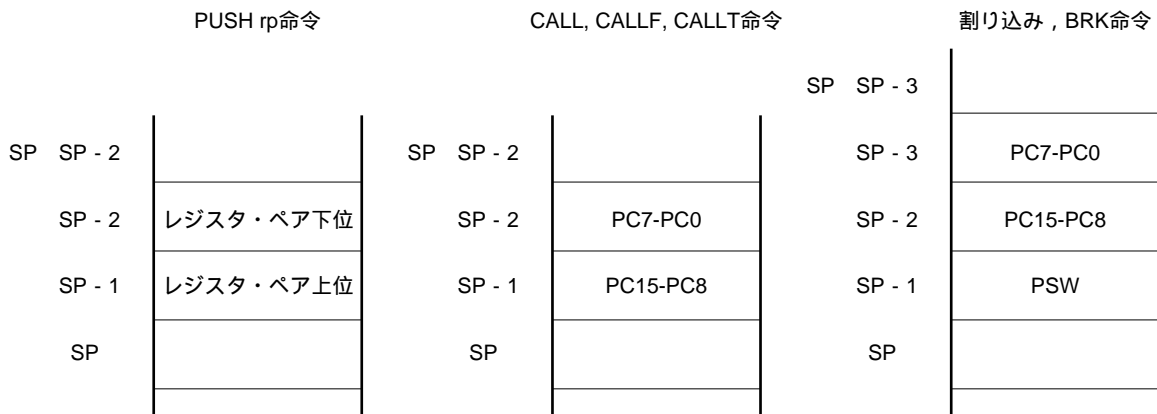 PUSH rp命令
CALL, CALLF, CALLT命令
割り込み , BRK命令
SP SP - 3
SP SP - 2
SP SP - 2
SP - 3 PC7-PC0
SP - 2 レジスタ・ペア下位
SP - 2 PC7-PC0
SP - 2 PC15-PC8
SP - 1 レジスタ・ペア上位
SP - 1 PC15-PC8
SP - 1 PSW
SP
SP
SP